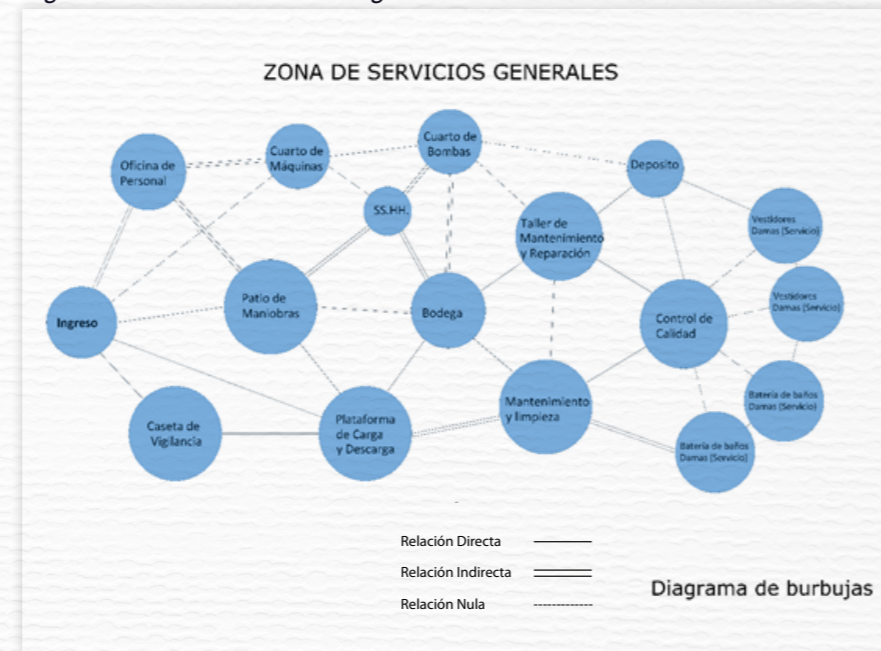 ZONA DE SERVICIOS GENERALES
Cuarto de
Bombas
Cuarto de
Máquinas
Oficina de
Personal
Deposito
SS.HH.
Taller de
Mantenimiento
y Reparación
Vestidores
Damas (Servicio)
Patio de
Maniobras
Bodega
Vestidores
Damas (Servicio)
Ingreso
Control de
Calidad
Mantenimiento
y limpieza
Batería de baños
Damas (Servicio)
Caseta de
Vigilancia
Plataforma
de Carga
y Descarga
Batería de baños
Damas (Servicio)
Relación Directa
Relación Indirecta
Relación Nula
Diagrama de burbujas